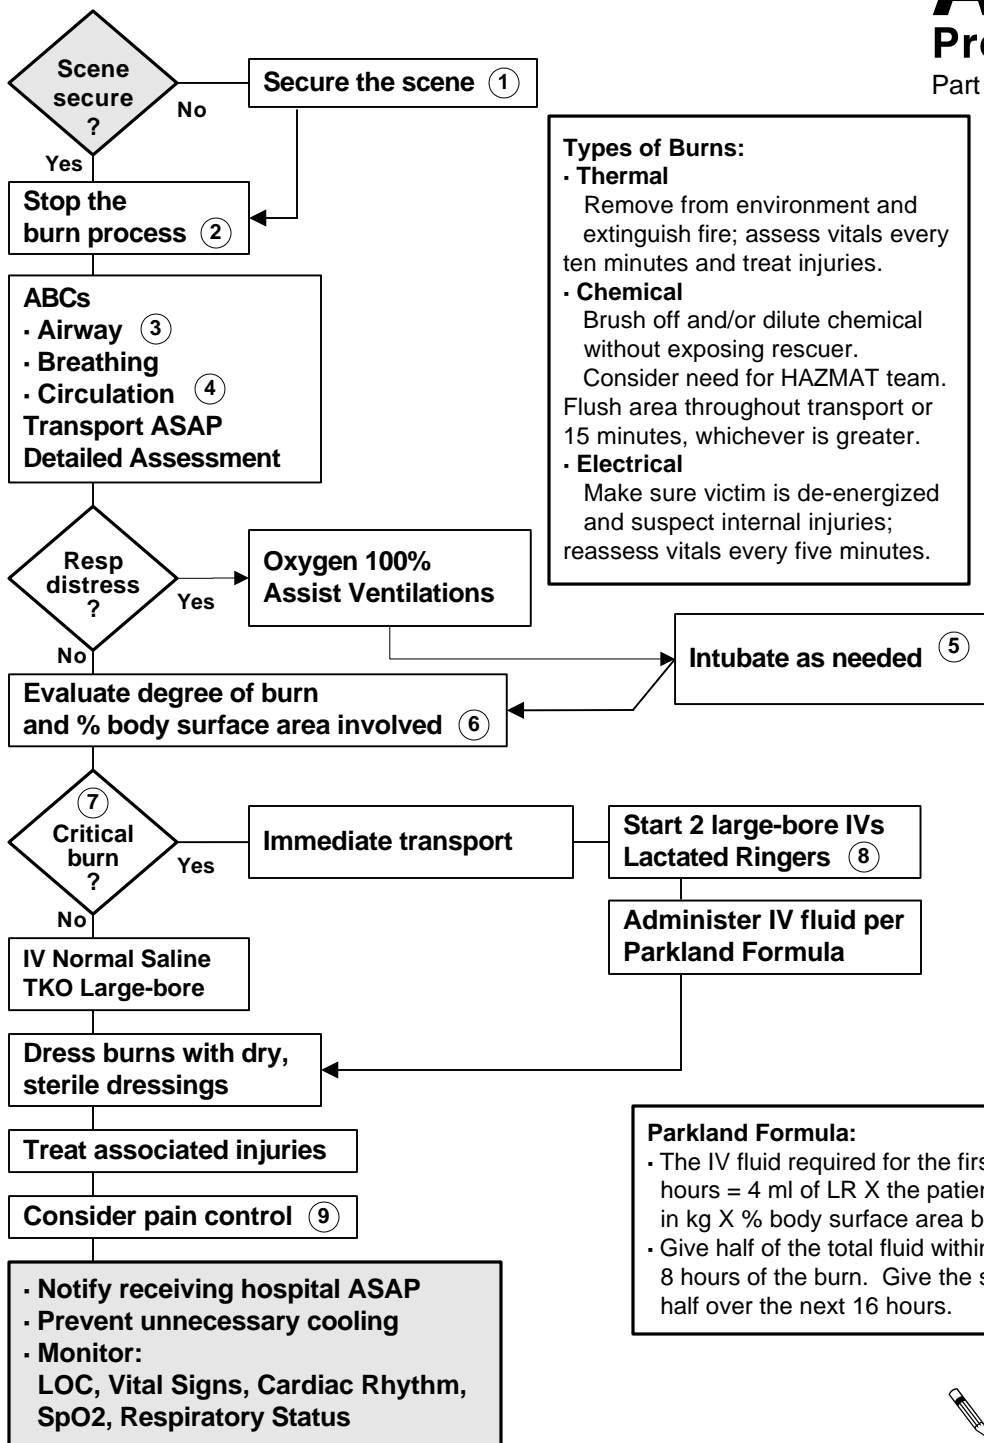 Pr
Part
Scene
secure
?
No
Yes
Secure the scene 1
Stop the
burn process 2
Types of Burns:
· Thermal
Remove from environment and
extinguish fire; assess vitals every
ten minutes and treat injuries.
· Chemical
Brush off and/or dilute chemical
without exposing rescuer.
Consider need for HAZMAT team.
Flush area throughout transport or
15 minutes, whichever is greater.
· Electrical
Make sure victim is de-energized
and suspect internal injuries;
reassess vitals every five minutes.
ABCs
· Airway 3
· Breathing
· Circulation 4
Transport ASAP
Detailed Assessment
Resp
distress
?
Yes
No
Oxygen 100%
Assist Ventilations
Intubate as needed 5
Evaluate degree of burn
and % body surface area involved 6
7
Critical
burn
?
Yes
No
Immediate transport
Start 2 large-bore IVs
Lactated Ringers 8
Administer IV fluid per
Parkland Formula
IV Normal Saline
TKO Large-bore
Dress burns with dry,
sterile dressings
Treat associated injuries
Consider pain control 9
· Notify receiving hospital ASAP
· Prevent unnecessary cooling
· Monitor:
LOC, Vital Signs, Cardiac Rhythm,
SpO2, Respiratory Status
Parkland Formula:
· The IV fluid required for the firs
hours = 4 ml of LR X the patien
in kg X % body surface area b
· Give half of the total fluid within
8 hours of the burn. Give the s
half over the next 16 hours.